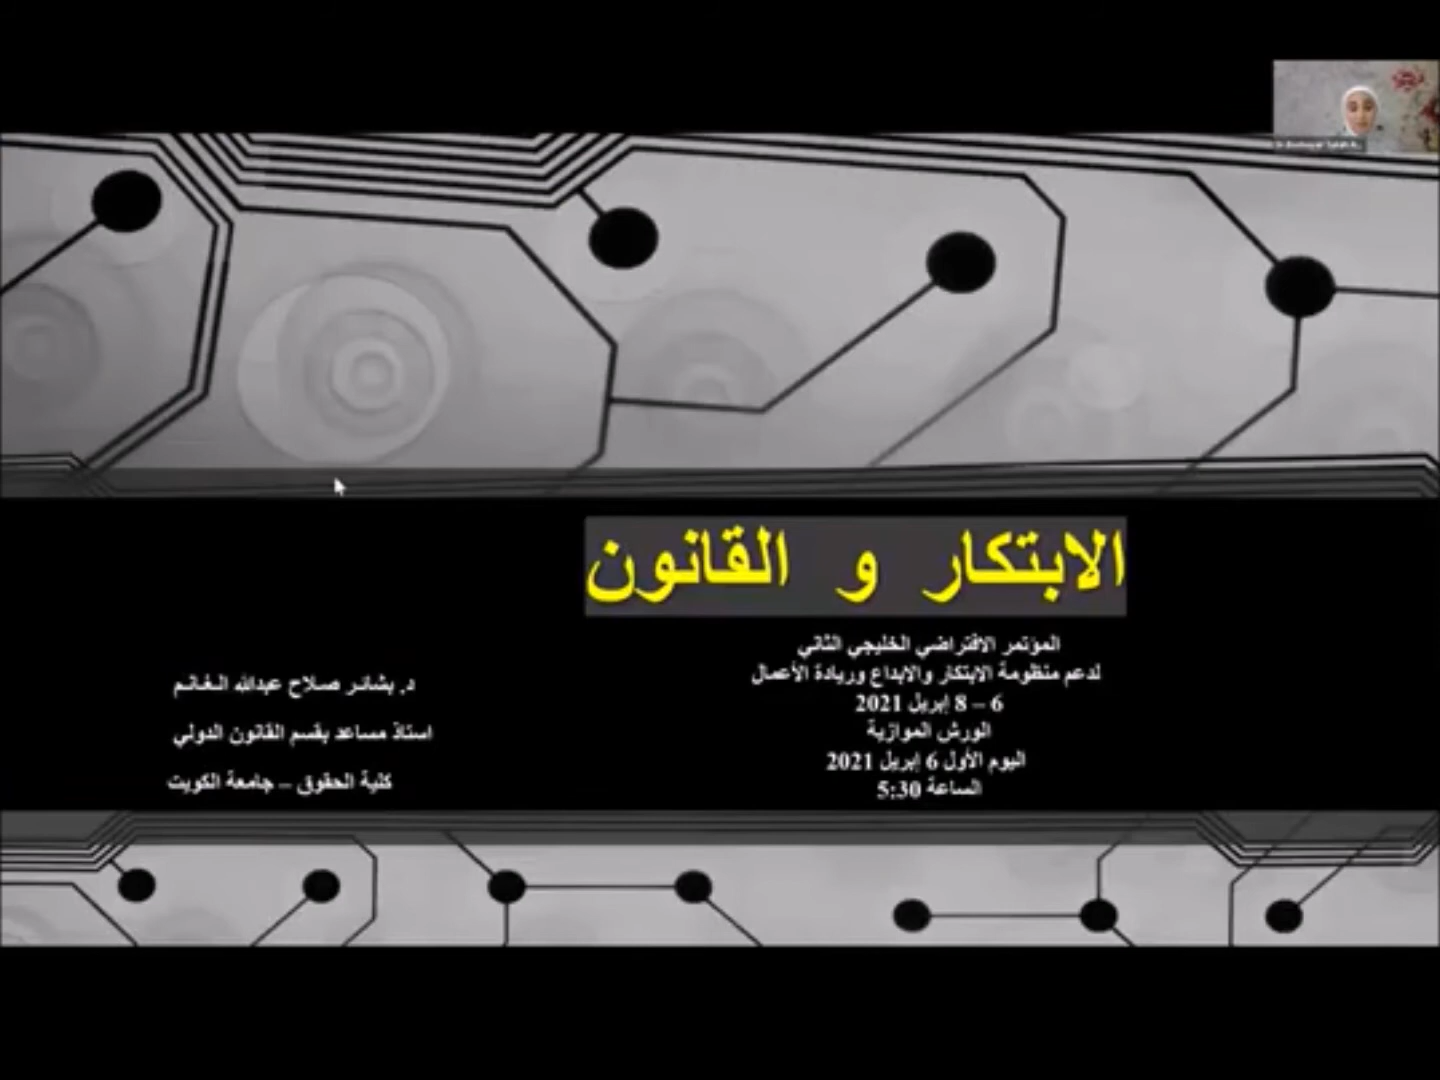 الابتكار و القانون
المؤتمر الافتراضي الخليجي الثاني
لدعم منظومة الابتكار والابداع وريادة الأعمال
6 – 8 إبريل 2021
الورش الموازية
اليوم الأول 6 إبريل 2021
الساعة 5:30
د. بشائر صلاح عبدالله الغانم
استاذ مساعد بقسم القانون الدولي
كلية الحقوق – جامعة الكويت